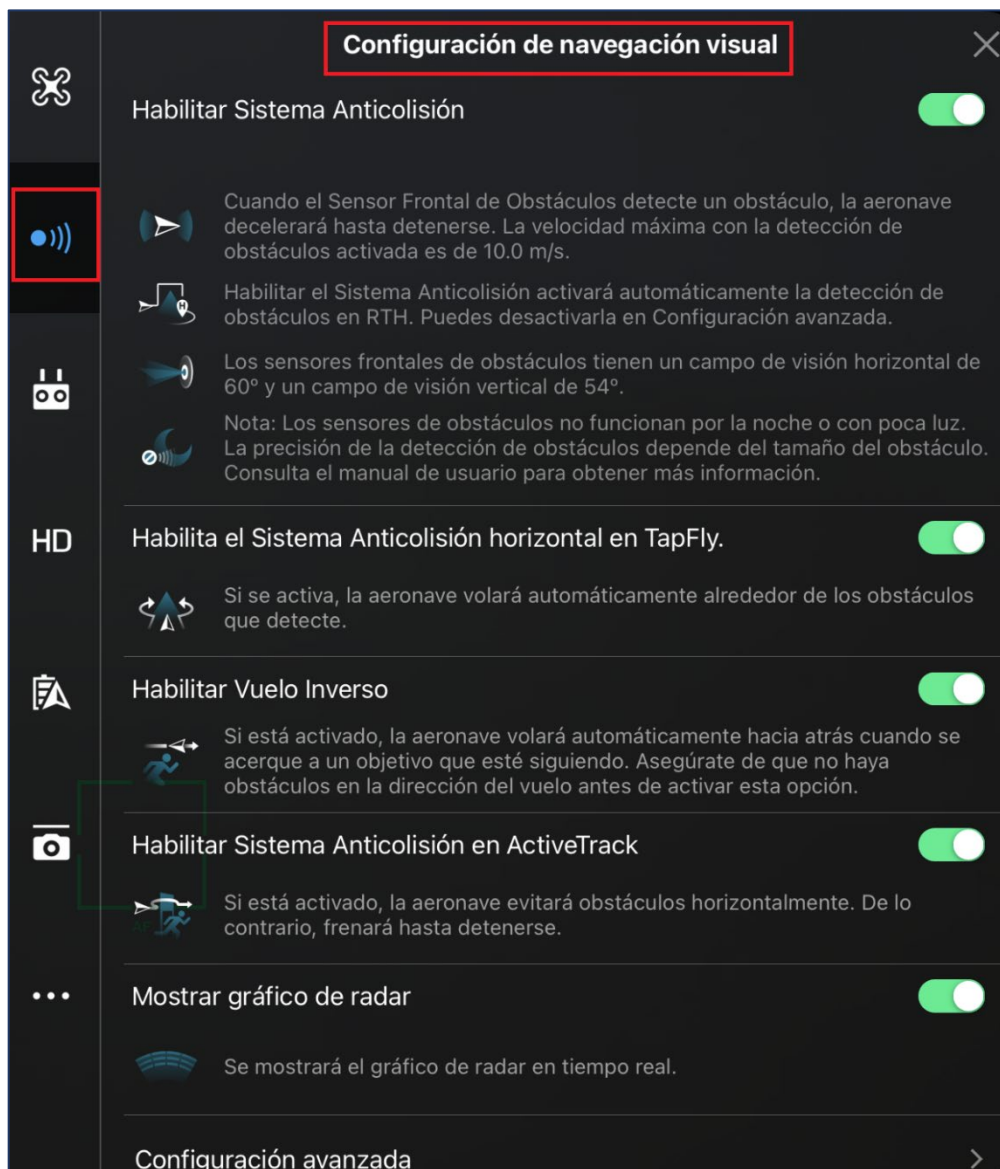 Configuración de navegación visual
Habilitar Sistema Anticolisión
Cuando el Sensor Frontal de Obstáculos detecte un obstáculo, la aeronave
decelerará hasta detenerse. La velocidad máxima con la detección de
obstáculos activada es de 10.0 m/s.
Habilitar el Sistema Anticolisión activará automáticamente la detección de
obstáculos en RTH. Puedes desactivarla en Configuración avanzada.
Los sensores frontales de obstáculos tienen un campo de visión horizontal de
60º y un campo de visión vertical de 54º.
Nota: Los sensores de obstáculos no funcionan por la noche o con poca luz.
La precisión de la detección de obstáculos depende del tamaño del obstáculo.
Consulta el manual de usuario para obtener más información.
HD
Habilita el Sistema Anticolisión horizontal en TapFly.
Si se activa, la aeronave volará automáticamente alrededor de los obstáculos
que detecte.
Habilitar Vuelo Inverso
Si está activado, la aeronave volará automáticamente hacia atrás cuando se
acerque a un objetivo que esté siguiendo. Asegúrate de que no haya
obstáculos en la dirección del vuelo antes de activar esta opción.
Habilitar Sistema Anticolisión en ActiveTrack
Si está activado, la aeronave evitará obstáculos horizontalmente. De lo
contrario, frenará hasta detenerse.
Mostrar gráfico de radar
Se mostrará el gráfico de radar en tiempo real.
Configuración avanzada